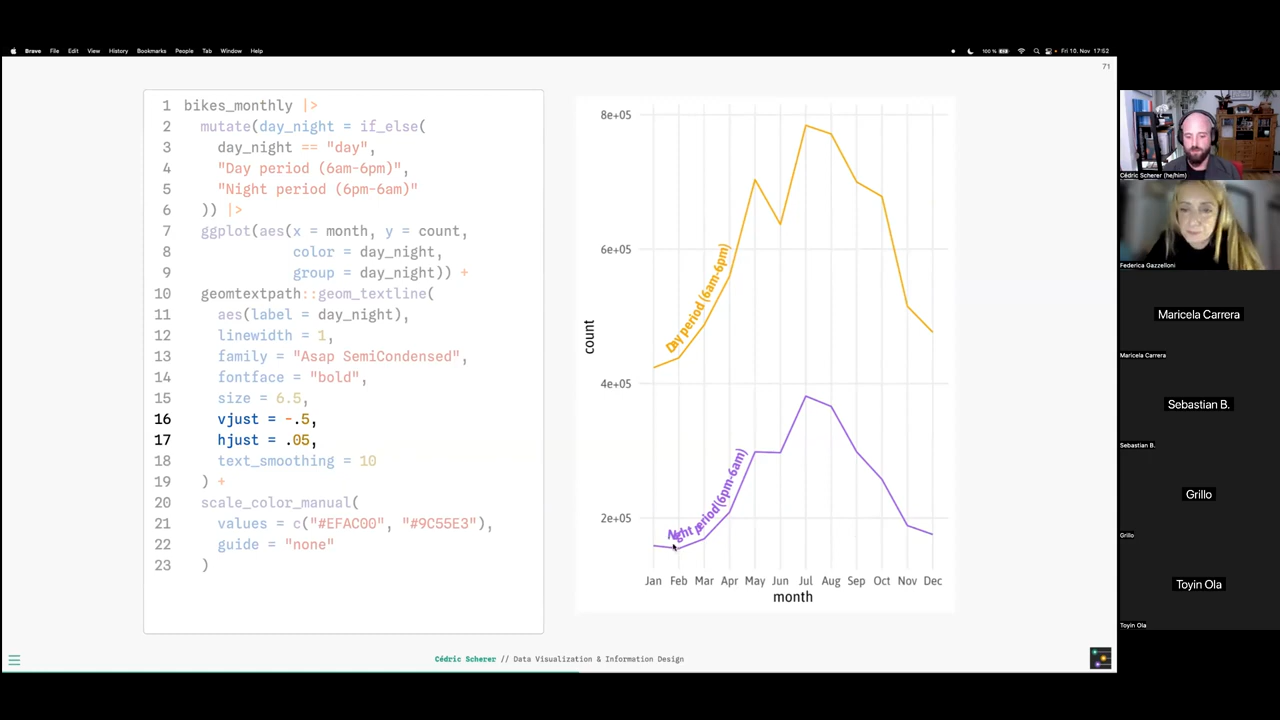 Brave File Edit View History Bookmarks People Tab Window Help
100 % Fri 10. Nov 17:52
71
1 bikes_monthly |>
2 mutate(day_night = if_else(
3 day_night == "day",
4 "Day period (6am-6pm)",
5 "Night period (6pm-6am)"
6 )) |>
7 ggplot(aes(x = month, y = count,
8 color = day_night,
9 group = day_night)) +
10 geomtextpath::geom_textline(
11 aes(label = day_night),
12 linewidth = 1,
13 family = "Asap SemiCondensed",
14 fontface = "bold",
15 size = 6.5,
16 vjust = -.5,
17 hjust = .05,
18 text_smoothing = 10
19 ) +
20 scale_color_manual(
21 values = c("#EFAC00", "#9C55E3"),
22 guide = "none"
23 )
8e+05
6e+05
4e+05
2e+05
count
Day period (6am-6pm)
Night period (6pm-6am)
Jan Feb Mar Apr May Jun Jul Aug Sep Oct Nov Dec
month
Cédric Scherer // Data Visualization & Information Design
Cédric Scherer (he/him)
Federica Gazzelloni
Maricela Carrera
Maricela Carrera
Sebastian B.
Sebastian B.
Grillo
Grillo
Toyin Ola
Toyin Ola